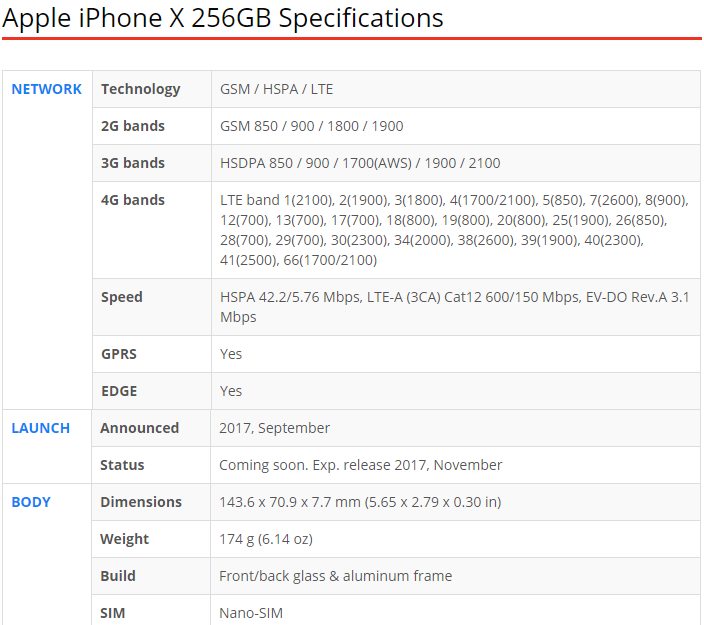 Apple iPhone X 256GB Specifications
NETWORK Technology GSM / HSPA / LTE
2G bands GSM 850 / 900 / 1800 / 1900
3G bands HSDPA 850 / 900 / 1700(AWS) / 1900 / 2100
4G bands LTE band 1(2100), 2(1900), 3(1800), 4(1700/2100), 5(850), 7(2600), 8(900),
12(700), 13(700), 17(700), 18(800), 19(800), 20(800), 25(1900), 26(850),
28(700), 29(700), 30(2300), 34(2000), 38(2600), 39(1900), 40(2300),
41(2500), 66(1700/2100)
Speed HSPA 42.2/5.76 Mbps, LTE-A (3CA) Cat12 600/150 Mbps, EV-DO Rev.A 3.1
Mbps
GPRS Yes
EDGE Yes
LAUNCH Announced 2017, September
Status Coming soon. Exp. release 2017, November
BODY Dimensions 143.6 x 70.9 x 7.7 mm (5.65 x 2.79 x 0.30 in)
Weight 174 g (6.14 oz)
Build Front/back glass & aluminum frame
SIM Nano-SIM